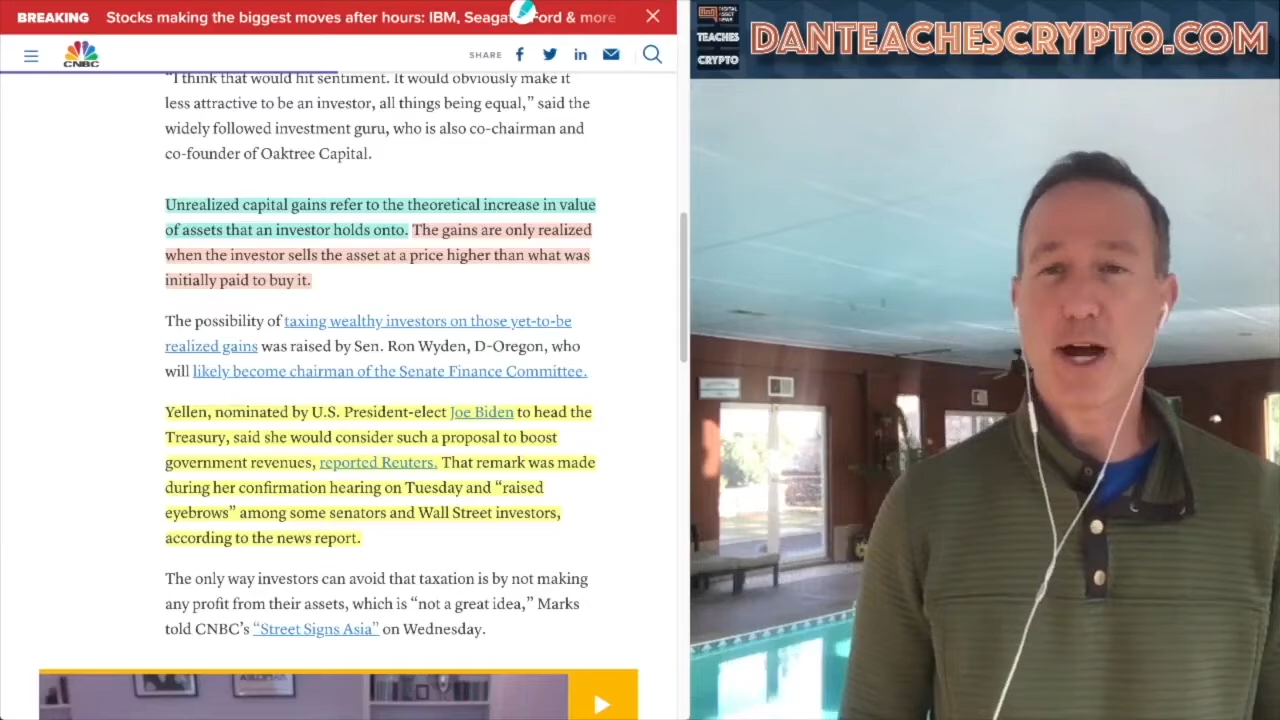 BREAKING Stocks making the biggest moves after hours: IBM, Seagat Ford & more
CNBC
SHARE
“I think that would hit sentiment. It would obviously make it
less attractive to be an investor, all things being equal,” said the
widely followed investment guru, who is also co-chairman and
co-founder of Oaktree Capital.
Unrealized capital gains refer to the theoretical increase in value
of assets that an investor holds onto. The gains are only realized
when the investor sells the asset at a price higher than what was
initially paid to buy it.
The possibility of taxing wealthy investors on those yet-to-be
realized gains was raised by Sen. Ron Wyden, D-Oregon, who
will likely become chairman of the Senate Finance Committee.
Yellen, nominated by U.S. President-elect Joe Biden to head the
Treasury, said she would consider such a proposal to boost
government revenues, reported Reuters. That remark was made
during her confirmation hearing on Tuesday and “raised
eyebrows” among some senators and Wall Street investors,
according to the news report.
The only way investors can avoid that taxation is by not making
any profit from their assets, which is “not a great idea,” Marks
told CNBC’s “Street Signs Asia” on Wednesday.
TEACHES
CRYPTO
DANTEACHESCRYPTO.COM